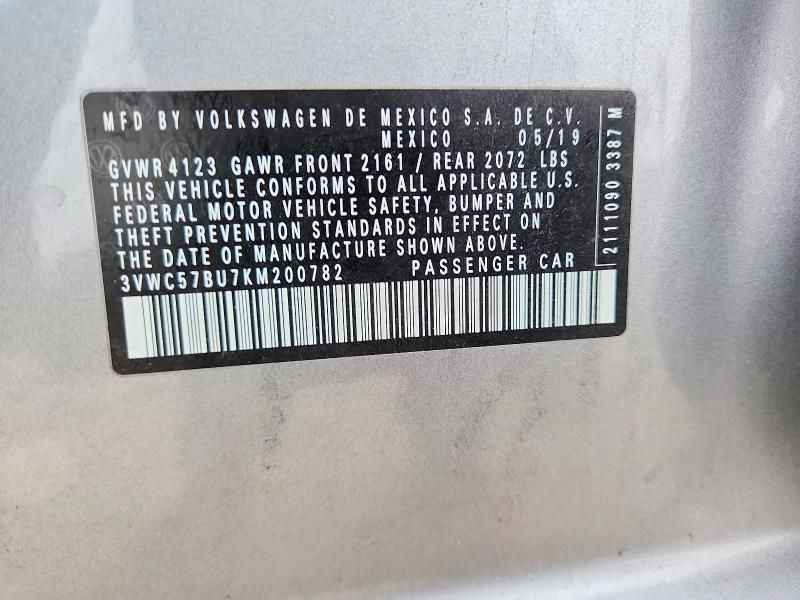 MFD BY VOLKSWAGEN DE MEXICO S.A. DE C.V.
MEXICO 05/19
GVWR 4123 GAWR FRONT 2161 / REAR 2072 LBS
THIS VEHICLE CONFORMS TO ALL APPLICABLE U.S.
FEDERAL MOTOR VEHICLE SAFETY, BUMPER AND
THEFT PREVENTION STANDARDS IN EFFECT ON
THE DATE OF MANUFACTURE SHOWN ABOVE.
3VWC57BU7KM200782 PASSENGER CAR
2111090 3387 M